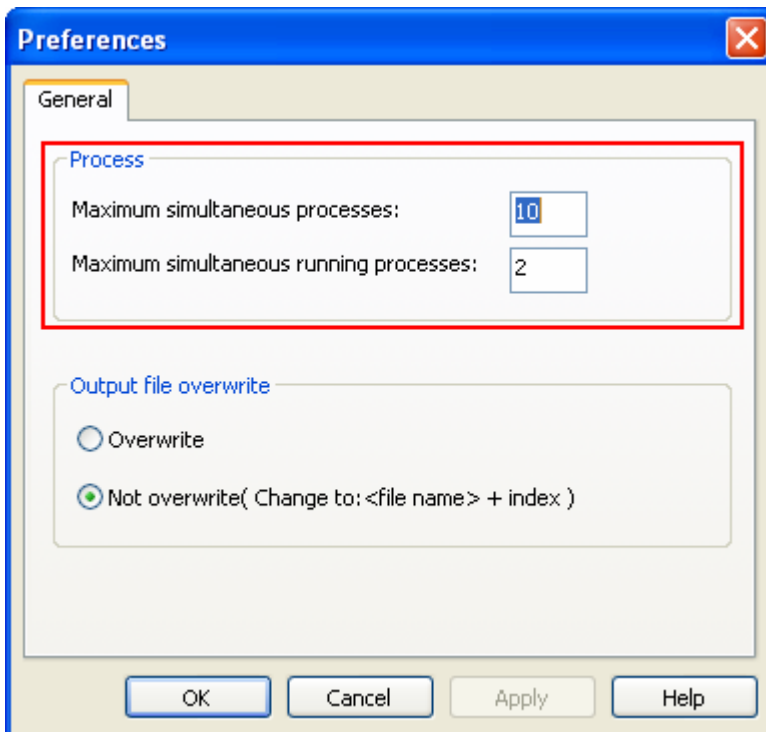 Preferences
General
Process
Maximum simultaneous processes: 10
Maximum simultaneous running processes: 2
Output file overwrite
Overwrite
Not overwrite( Change to: <file name> + index )
OK Cancel Apply Help